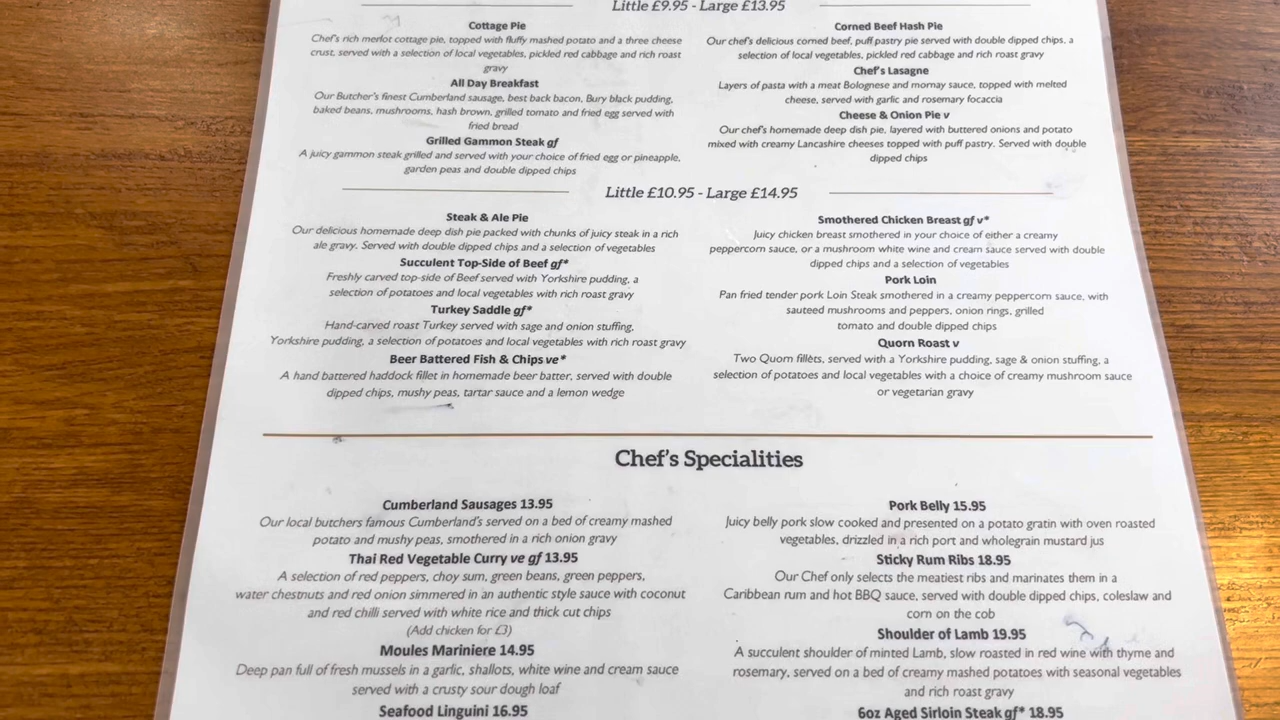 Little £9.95 - Large £13.95
Cottage Pie
Chef's rich merlot cottage pie, topped with fluffy mashed potato and a three cheese
crust, served with a selection of local vegetables, pickled red cabbage and rich roast
gravy
All Day Breakfast
Our Butcher's finest Cumberland sausage, best back bacon, Bury black pudding,
baked beans, mushrooms, hash brown, grilled tomato and fried egg served with
fried bread
Grilled Gammon Steak gf
A juicy gammon steak grilled and served with your choice of fried egg or pineapple,
garden peas and double dipped chips
Corned Beef Hash Pie
Our chef's delicious corned beef, puff pastry pie served with double dipped chips, a
selection of local vegetables, pickled red cabbage and rich roast gravy
Chef's Lasagne
Layers of pasta with a meat Bolognese and mornay sauce, topped with melted
cheese, served with garlic and rosemary focaccia
Cheese & Onion Pie v
Our chef's homemade deep dish pie, layered with buttered onions and potato
mixed with creamy Lancashire cheeses topped with puff pastry. Served with double
dipped chips
Little £10.95 - Large £14.95
Steak & Ale Pie
Our delicious homemade deep dish pie packed with chunks of juicy steak in a rich
ale gravy. Served with double dipped chips and a selection of vegetables
Succulent Top-Side of Beef gf*
Freshly carved top-side of Beef served with Yorkshire pudding, a
selection of potatoes and local vegetables with rich roast gravy
Turkey Saddle gf*
Hand-carved roast Turkey served with sage and onion stuffing,
Yorkshire pudding, a selection of potatoes and local vegetables with rich roast gravy
Beer Battered Fish & Chips ve*
A hand battered haddock fillet in homemade beer batter, served with double
dipped chips, mushy peas, tartar sauce and a lemon wedge
Smothered Chicken Breast gf v*
Juicy chicken breast smothered in your choice of either a creamy
peppercorn sauce, or a mushroom white wine and cream sauce served with double
dipped chips and a selection of vegetables
Pork Loin
Pan fried tender pork Loin Steak smothered in a creamy peppercorn sauce, with
sauteed mushrooms and peppers, onion rings, grilled
tomato and double dipped chips
Quorn Roast v
Two Quorn fillets, served with a Yorkshire pudding, sage & onion stuffing, a
selection of potatoes and local vegetables with a choice of creamy mushroom sauce
or vegetarian gravy
Chef's Specialities
Cumberland Sausages 13.95
Our local butchers famous Cumberland's served on a bed of creamy mashed
potato and mushy peas, smothered in a rich onion gravy
Thai Red Vegetable Curry ve gf 13.95
A selection of red peppers, choy sum, green beans, green peppers,
water chestnuts and red onion simmered in an authentic style sauce with coconut
and red chilli served with white rice and thick cut chips
(Add chicken for £3)
Moules Mariniere 14.95
Deep pan full of fresh mussels in a garlic, shallots, white wine and cream sauce
served with a crusty sour dough loaf
Seafood Linguini 16.95
Pork Belly 15.95
Juicy belly pork slow cooked and presented on a potato gratin with oven roasted
vegetables, drizzled in a rich port and wholegrain mustard jus
Sticky Rum Ribs 18.95
Our Chef only selects the meatiest ribs and marinates them in a
Caribbean rum and hot BBQ sauce, served with double dipped chips, coleslaw and
corn on the cob
Shoulder of Lamb 19.95
A succulent shoulder of minted Lamb, slow roasted in red wine with thyme and
rosemary, served on a bed of creamy mashed potatoes with seasonal vegetables
and rich roast gravy
6oz Aged Sirloin Steak gf* 18.95